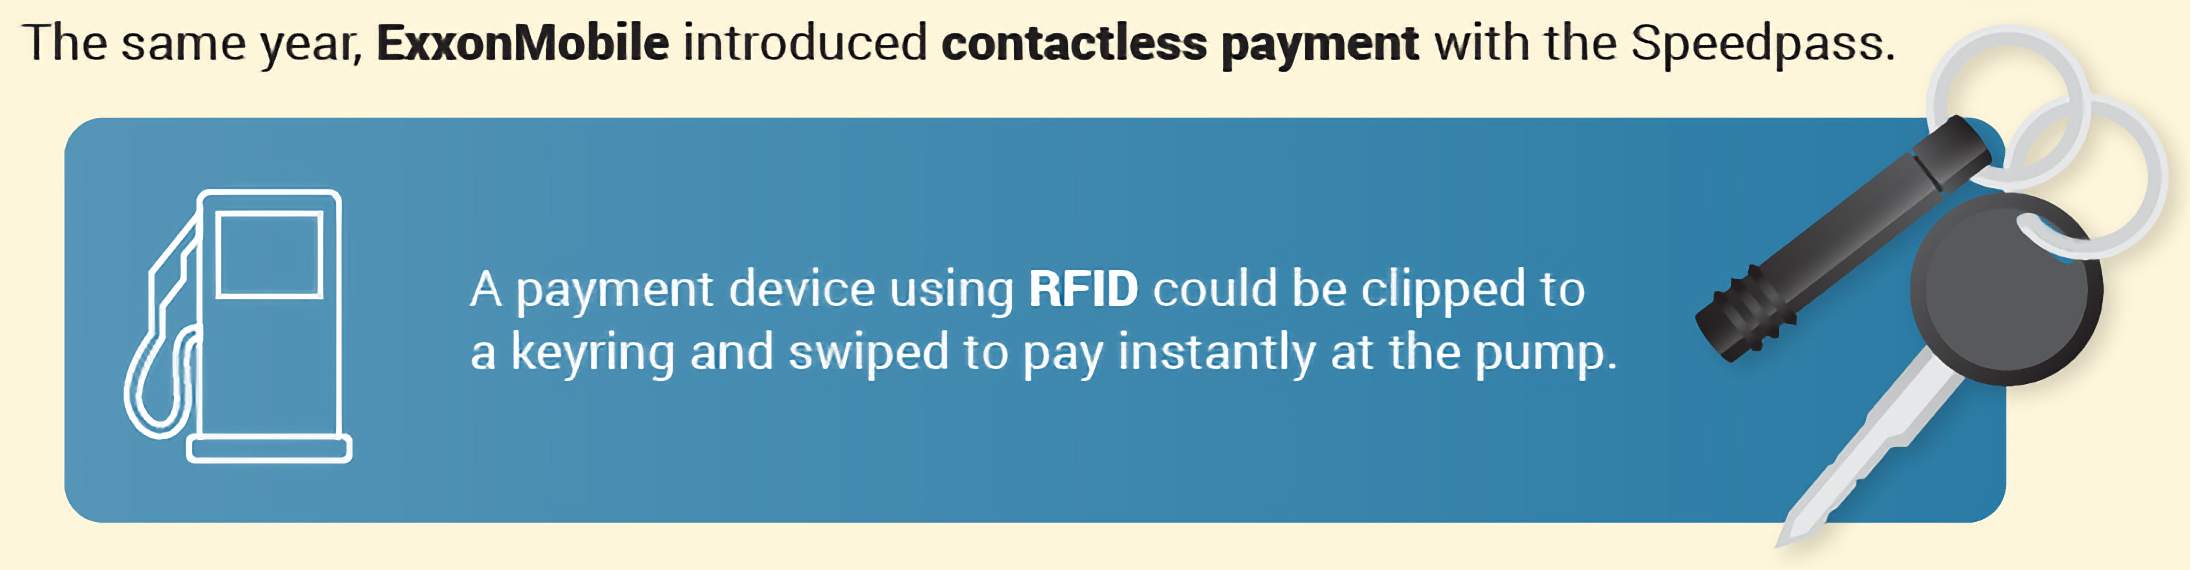 The same year, ExxonMobile introduced contactless payment with the Speedpass.
A payment device using RFID could be clipped to
a keyring and swiped to pay instantly at the pump.